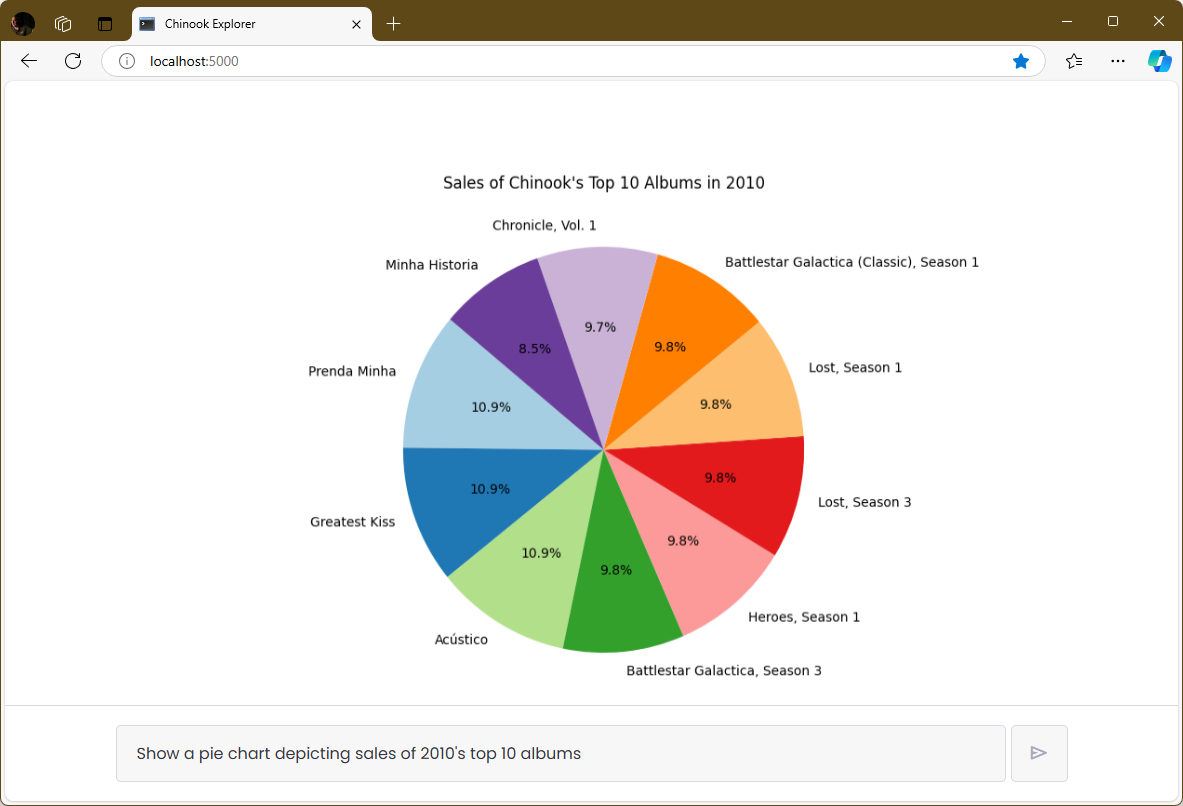 Chinook Explorer
localhost:5000
Sales of Chinook's Top 10 Albums in 2010
Chronicle, Vol. 1
Minha Historia
Battlestar Galactica (Classic), Season 1
9.7%
8.5%
9.8%
Prenda Minha
Lost, Season 1
10.9%
9.8%
10.9%
9.8%
Greatest Kiss
Lost, Season 3
10.9%
9.8%
9.8%
Acústico
Heroes, Season 1
Battlestar Galactica, Season 3
Show a pie chart depicting sales of 2010's top 10 albums